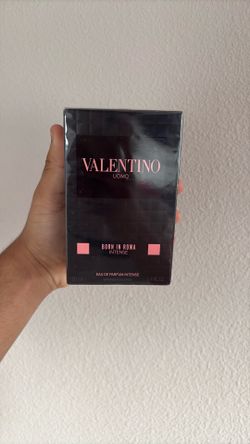 VALENTINO
UOMO
BORN IN ROMA
INTENSE
EAU DE PARFUM INTENSE